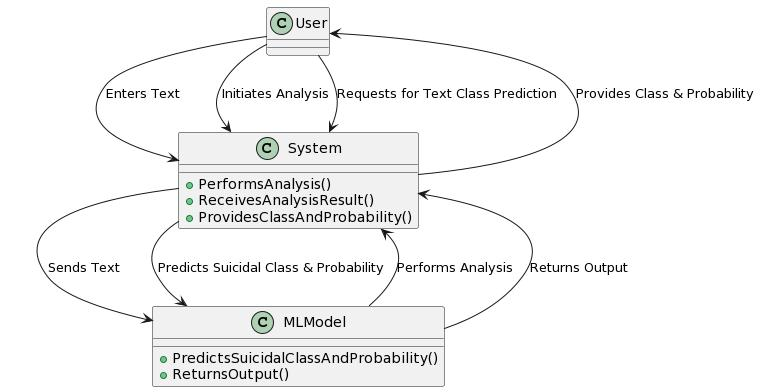 C User
Enters Text
Initiates Analysis
Requests for Text Class Prediction
Provides Class & Probability
C System
PerformsAnalysis()
ReceivesAnalysisResult()
ProvidesClassAndProbability()
Sends Text
Predicts Suicidal Class & Probability
Performs Analysis
Returns Output
C MLModel
PredictsSuicidalClassAndProbability()
ReturnsOutput()